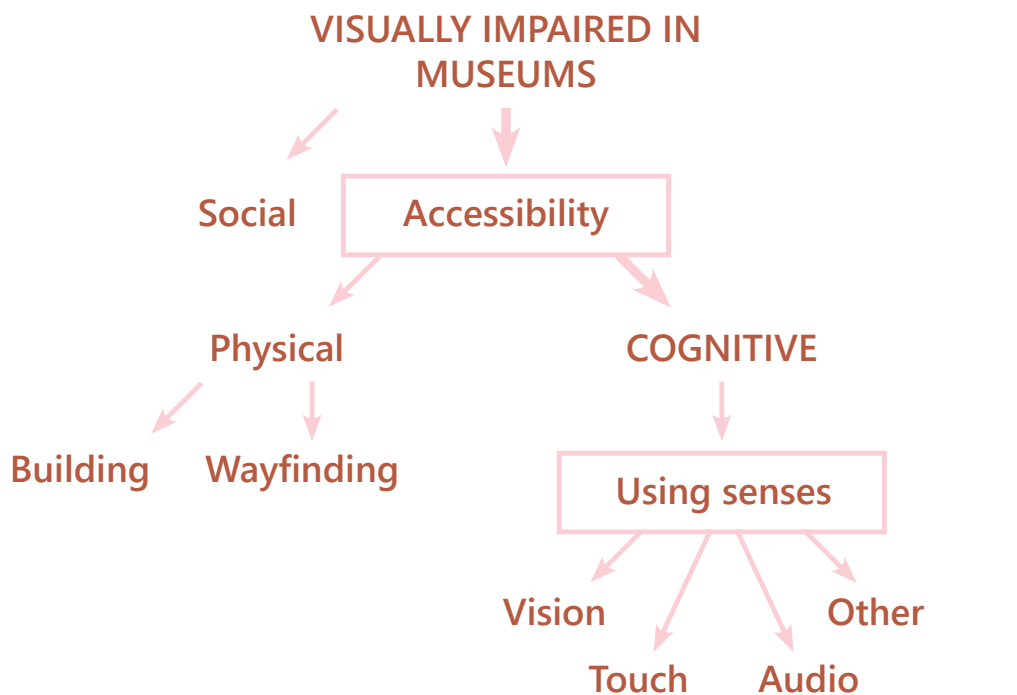 VISUALLY IMPAIRED IN
MUSEUMS
Social
Accessibility
Physical
COGNITIVE
Building
Wayfinding
Using senses
Vision
Other
Touch
Audio